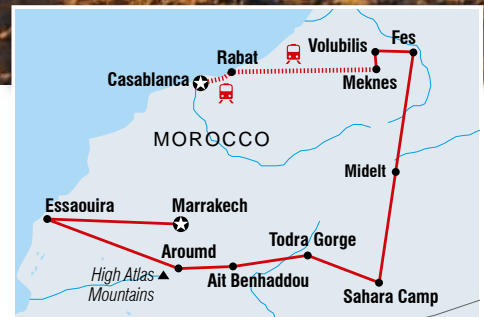 Fes
Volubilis
Rabat
Casablanca
Meknes
MOROCCO
Midelt
Essaouira
Marrakech
Todra Gorge
Aroumd
High Atlas
Mountains
Ait Benhaddou
Sahara Camp